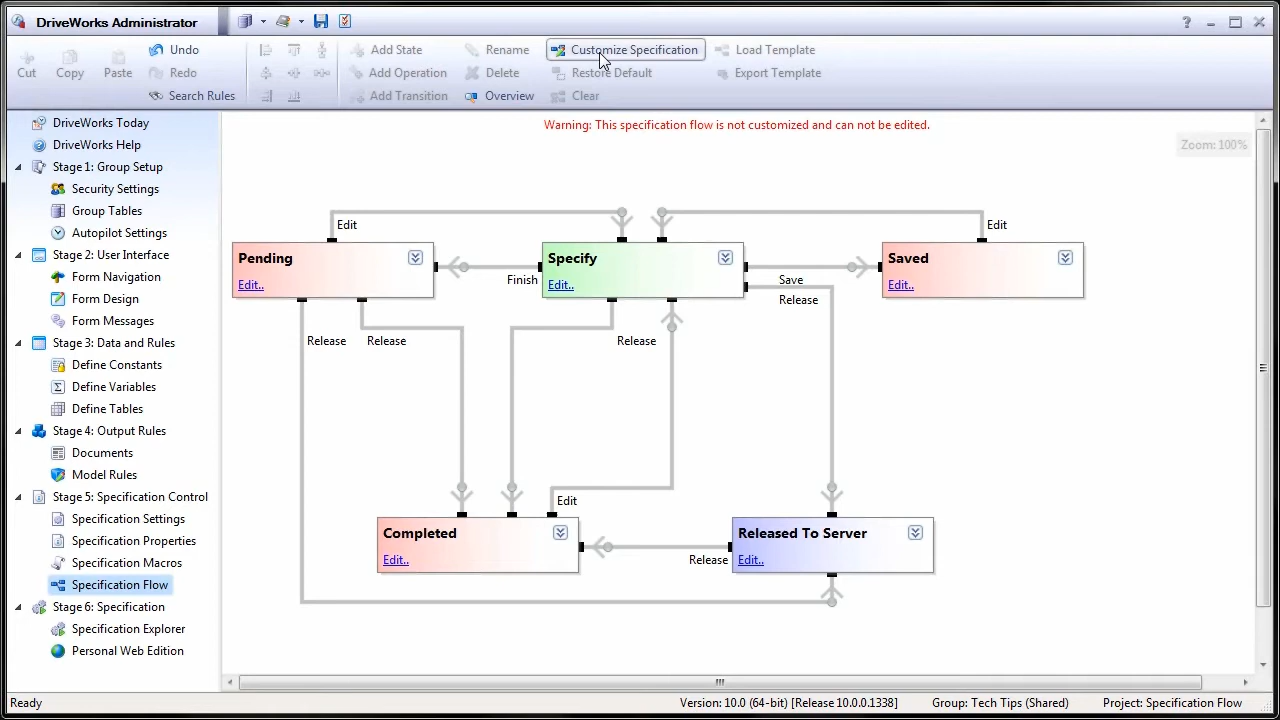 DriveWorks Administrator
Cut
Copy
Paste
Undo
Redo
Search Rules
Add State
Add Operation
Add Transition
Rename
Delete
Overview
Customize Specification
Restore Default
Clear
Load Template
Export Template
DriveWorks Today
DriveWorks Help
Stage 1: Group Setup
Security Settings
Group Tables
Autopilot Settings
Stage 2: User Interface
Form Navigation
Form Design
Form Messages
Stage 3: Data and Rules
Define Constants
Define Variables
Define Tables
Stage 4: Output Rules
Documents
Model Rules
Stage 5: Specification Control
Specification Settings
Specification Properties
Specification Macros
Specification Flow
Stage 6: Specification
Specification Explorer
Personal Web Edition
Warning: This specification flow is not customized and can not be edited.
Zoom: 100%
Edit
Edit
Pending
Edit..
Finish
Specify
Edit..
Save
Release
Saved
Edit..
Release
Release
Release
Edit
Completed
Edit..
Release
Released To Server
Edit..
Ready
Version: 10.0 (64-bit) [Release 10.0.0.1338]
Group: Tech Tips (Shared)
Project: Specification Flow